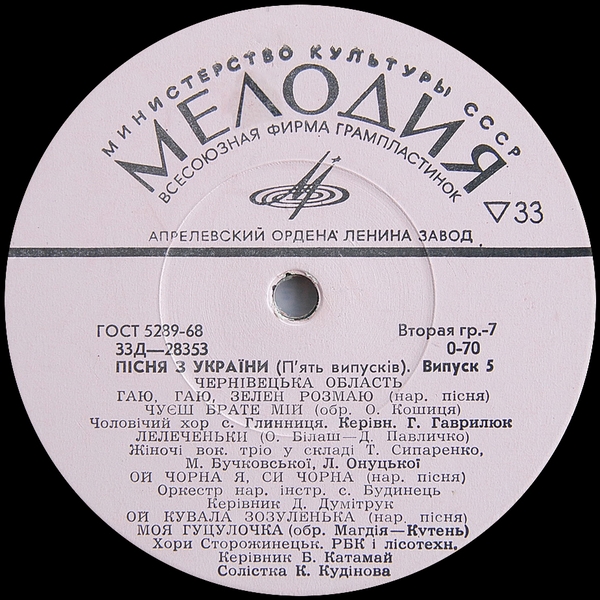 МИНИСТЕРСТВО КУЛЬТУРЫ СССР
МЕЛОДИЯ
ВСЕСОЮЗНАЯ ФИРМА ГРАМПЛАСТИНОК
▽33
АПРЕЛЕВСКИЙ ОРДЕНА ЛЕНИНА ЗАВОД
ГОСТ 5289-68 Вторая гр.-7
33Д—28353 0-70
ПІСНЯ З УКРАЇНИ (П'ять випусків). Випуск 5
ЧЕРНІВЕЦЬКА ОБЛАСТЬ
ГАЮ, ГАЮ, ЗЕЛЕН РОЗМАЮ (нар. пісня)
ЧУЄШ БРАТЕ МІЙ (обр. О. Кошиця)
Чоловічий хор с. Глинниця. Керівн. Г. Гаврилюк
ЛЕЛЕЧЕНЬКИ (О. Білаш—Д. Павличко)
Жіночі вок. тріо у складі Т. Сипаренко,
М. Бучковської, Л. Онуцької
ОЙ ЧОРНА Я, СИ ЧОРНА (нар. пісня)
Оркестр нар. інстр. с. Будинець
Керівник Д. Думітрук
ОЙ КУВАЛА ЗОЗУЛЕНЬКА (нар. пісня)
МОЯ ГУЦУЛОЧКА (обр. Магдія—Кутень)
Хори Сторожинецьк. РБК і лісотехн.
Керівник Б. Катамай
Солістка К. Кудінова